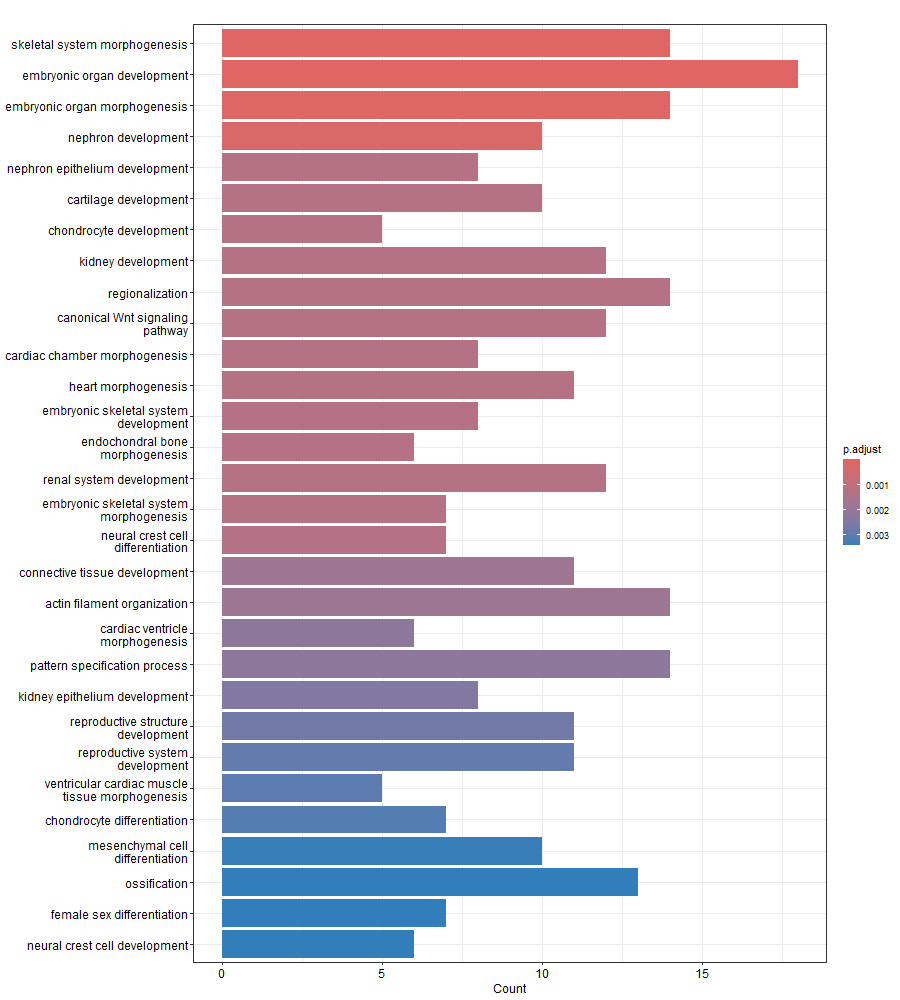 skeletal system morphogenesis
embryonic organ development
embryonic organ morphogenesis
nephron development
nephron epithelium development
cartilage development
chondrocyte development
kidney development
regionalization
canonical Wnt signaling
pathway
cardiac chamber morphogenesis
heart morphogenesis
embryonic skeletal system
development
endochondral bone
morphogenesis
renal system development
embryonic skeletal system
morphogenesis
neural crest cell
differentiation
connective tissue development
actin filament organization
cardiac ventricle
morphogenesis
pattern specification process
kidney epithelium development
reproductive structure
development
reproductive system
development
ventricular cardiac muscle
tissue morphogenesis
chondrocyte differentiation
mesenchymal cell
differentiation
ossification
female sex differentiation
neural crest cell development
0 5 10 15
Count
p.adjust
0.001
0.002
0.003